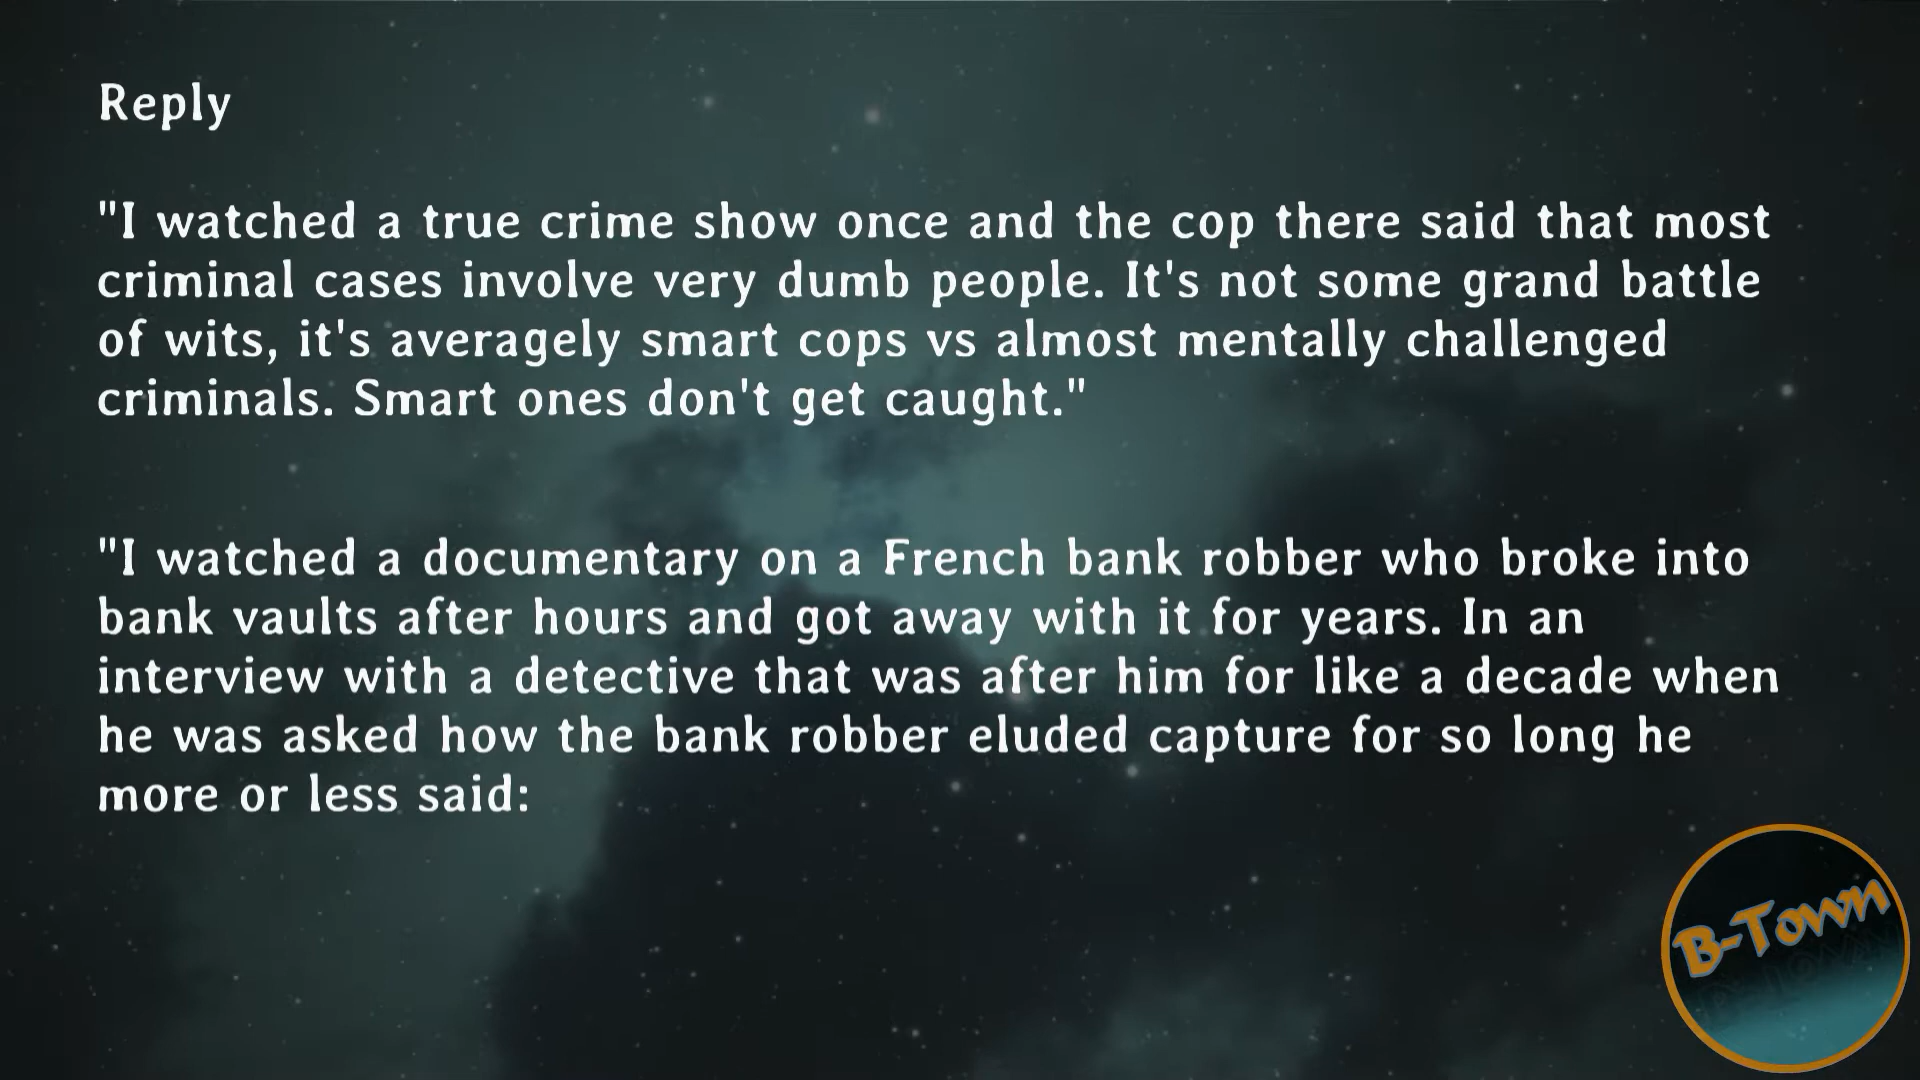 Reply
"I watched a true crime show once and the cop there said that most
criminal cases involve very dumb people. It's not some grand battle
of wits, it's averagely smart cops vs almost mentally challenged
criminals. Smart ones don't get caught."
"I watched a documentary on a French bank robber who broke into
bank vaults after hours and got away with it for years. In an
interview with a detective that was after him for like a decade when
he was asked how the bank robber eluded capture for so long he
more or less said:
B-Town